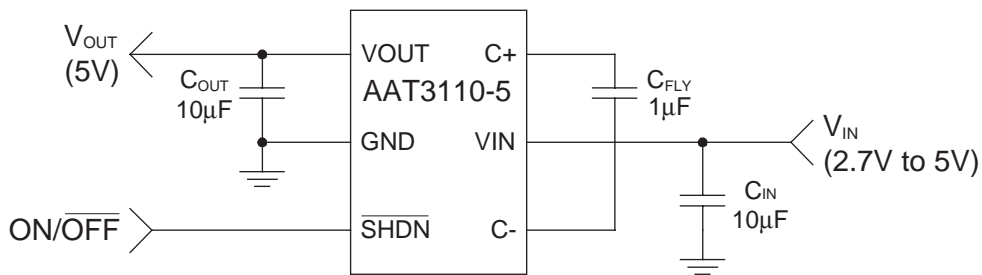 VOUT
(5V)
COUT
10µF
VOUT
C+
AAT3110-5
GND
VIN
SHDN
C-
CFLY
1µF
VIN
(2.7V to 5V)
CIN
10µF
ON/OFF